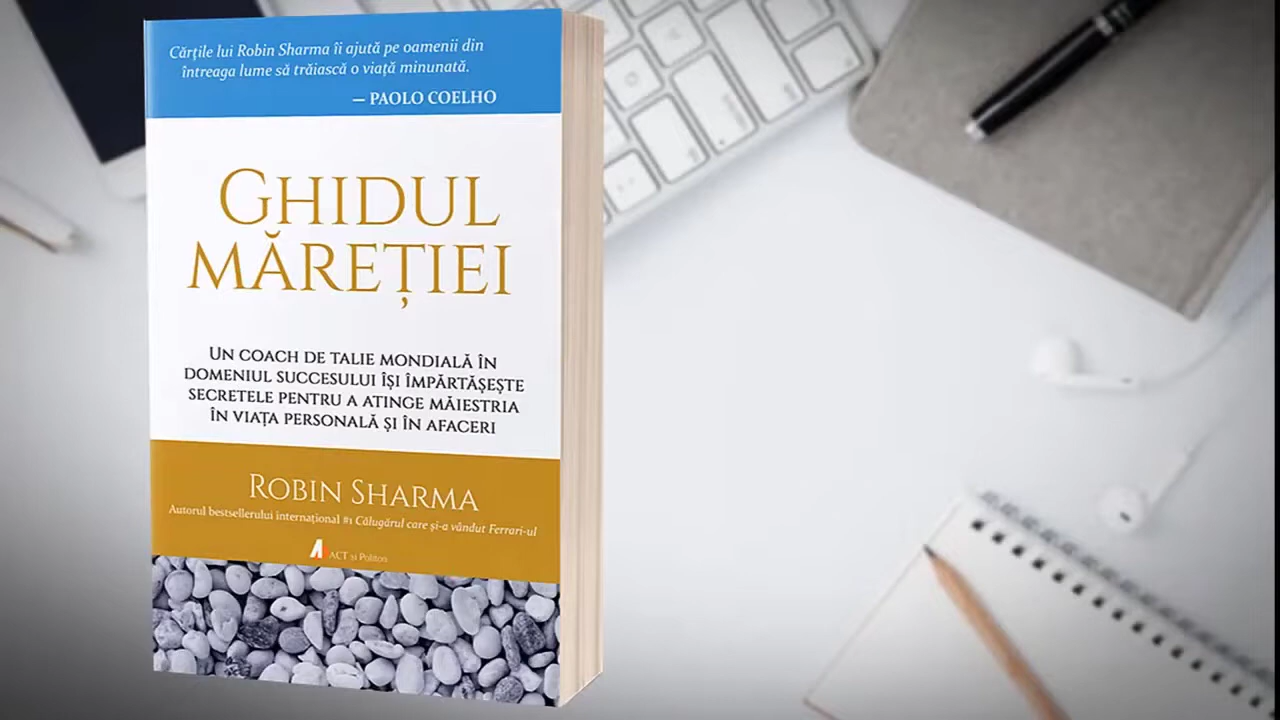 Cărțile lui Robin Sharma îi ajută pe oamenii din
întreaga lume să trăiască o viață minunată.
— PAOLO COELHO
GHIDUL
MĂREȚIEI
UN COACH DE TALIE MONDIALĂ ÎN
DOMENIUL SUCCESULUI ÎȘI ÎMPĂRTĂȘEȘTE
SECRETELE PENTRU A ATINGE MĂIESTRIA
ÎN VIAȚA PERSONALĂ ȘI ÎN AFACERI
ROBIN SHARMA
Autorul bestsellerului internațional #1 Călugărul care și-a vândut Ferrari-ul
ACT și Politon